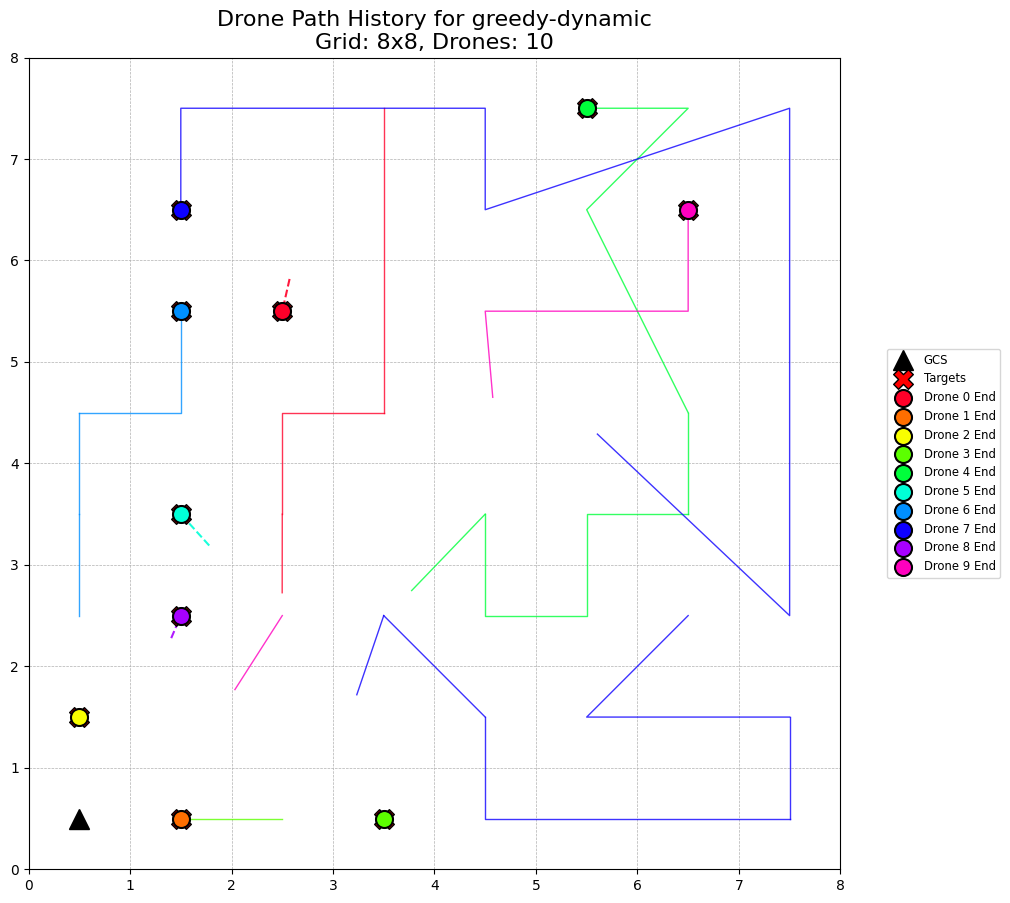 Drone Path History for greedy-dynamic
Grid: 8x8, Drones: 10
8
7
6
5
4
3
2
1
0
0 1 2 3 4 5 6 7 8
GCS
Targets
Drone 0 End
Drone 1 End
Drone 2 End
Drone 3 End
Drone 4 End
Drone 5 End
Drone 6 End
Drone 7 End
Drone 8 End
Drone 9 End